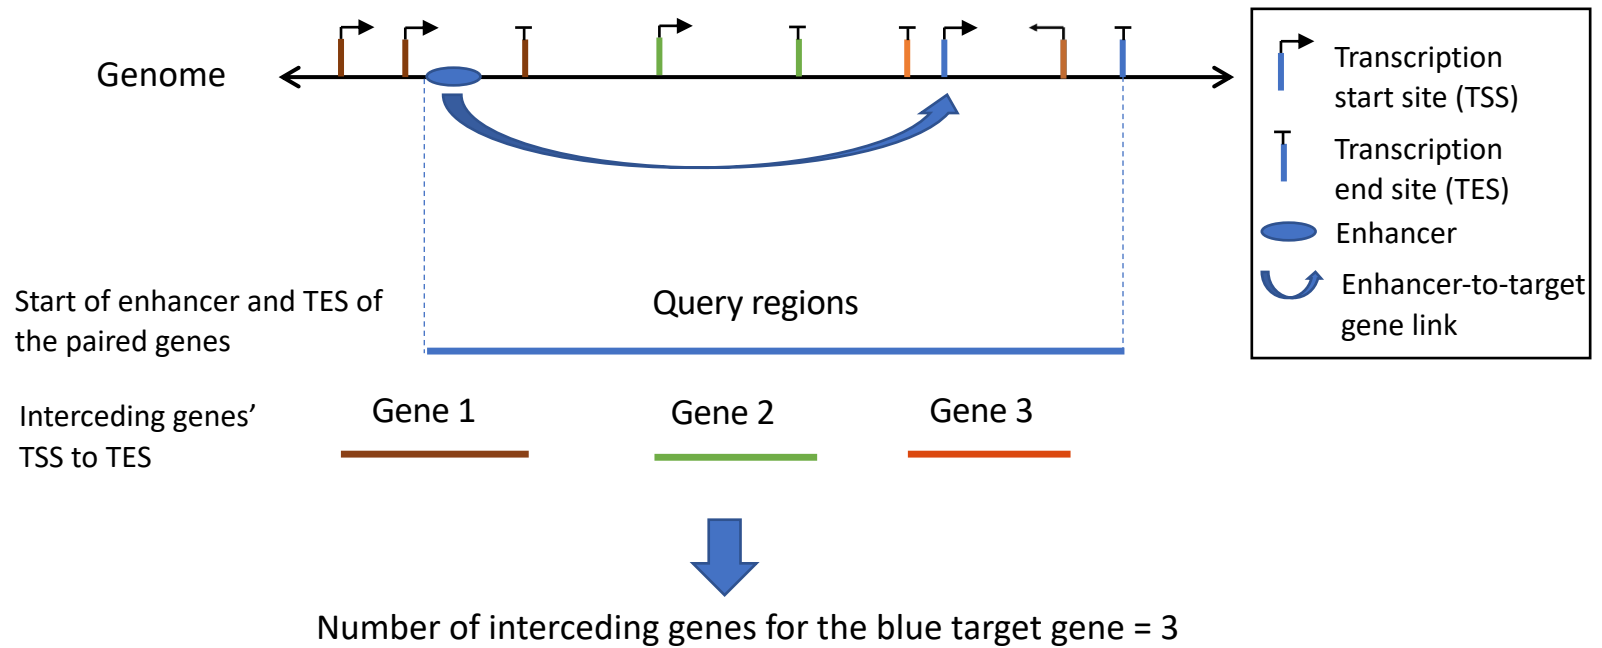 Genome
Transcription
start site (TSS)
Transcription
end site (TES)
Enhancer
Enhancer-to-target
gene link
Start of enhancer and TES of
the paired genes
Query regions
Interceding genes’
TSS to TES
Gene 1
Gene 2
Gene 3
Number of interceding genes for the blue target gene = 3